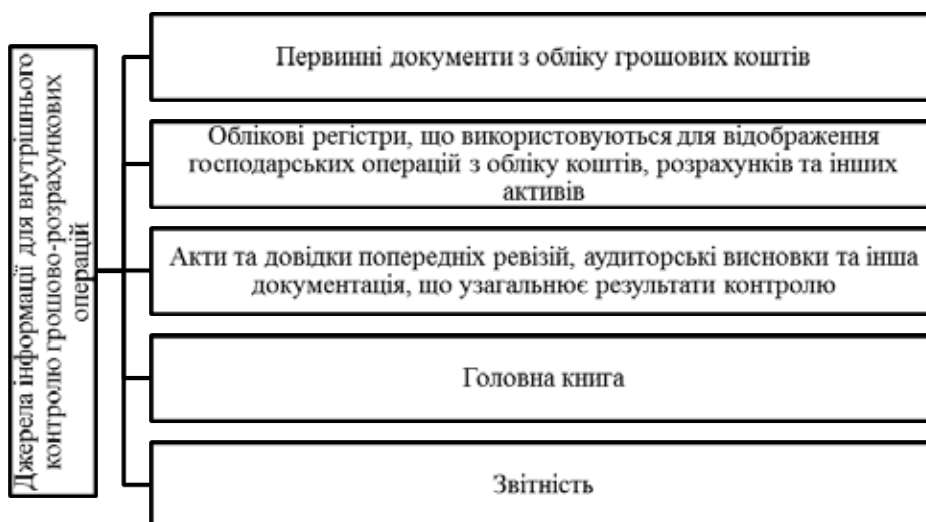 Джерела інформації для внутрішнього
контролю грошово-розрахункових
операцій
Первинні документи з обліку грошових коштів
Облікові регістри, що використовуються для відображення
господарських операцій з обліку коштів, розрахунків та інших
активів
Акти та довідки попередніх ревізій, аудиторські висновки та інша
документація, що узагальнює результати контролю
Головна книга
Звітність